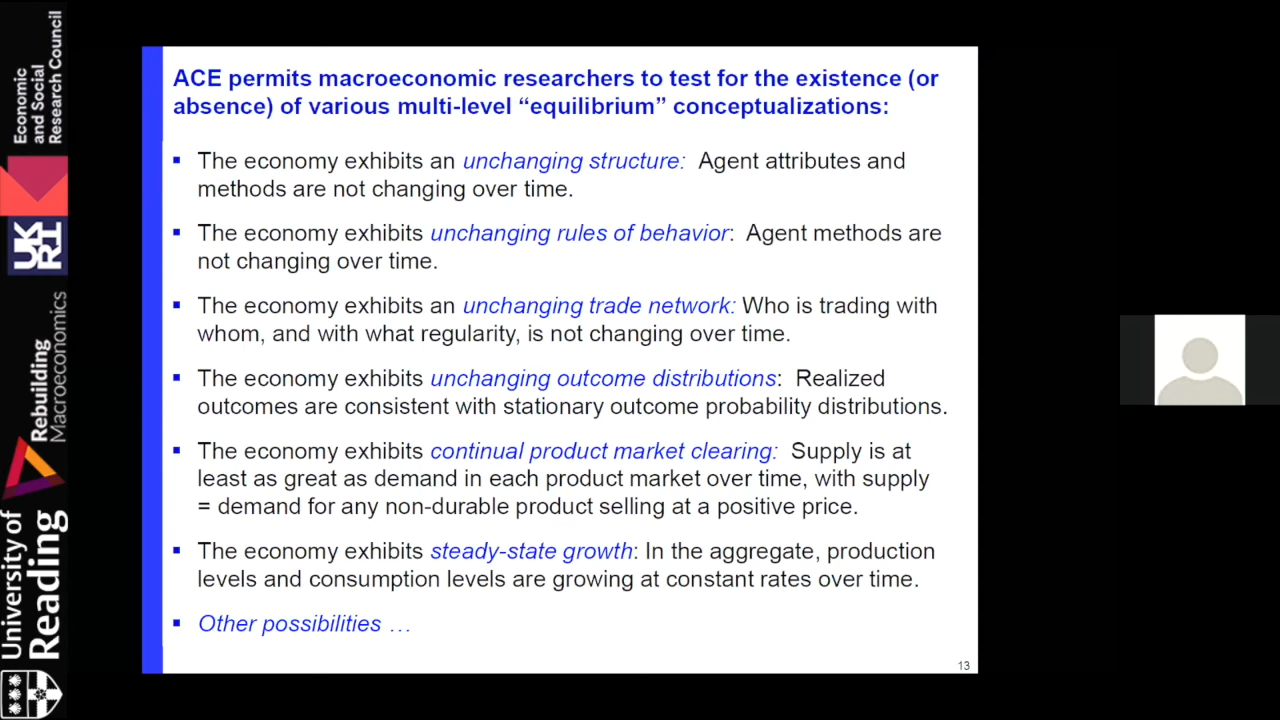 ACE permits macroeconomic researchers to test for the existence (or
absence) of various multi-level “equilibrium” conceptualizations:
▪ The economy exhibits an unchanging structure: Agent attributes and
methods are not changing over time.
▪ The economy exhibits unchanging rules of behavior: Agent methods are
not changing over time.
▪ The economy exhibits an unchanging trade network: Who is trading with
whom, and with what regularity, is not changing over time.
▪ The economy exhibits unchanging outcome distributions: Realized
outcomes are consistent with stationary outcome probability distributions.
▪ The economy exhibits continual product market clearing: Supply is at
least as great as demand in each product market over time, with supply
= demand for any non-durable product selling at a positive price.
▪ The economy exhibits steady-state growth: In the aggregate, production
levels and consumption levels are growing at constant rates over time.
▪ Other possibilities …
13
Economic
and Social
Research Council
UKRI
Rebuilding
Macroeconomics
University of
Reading